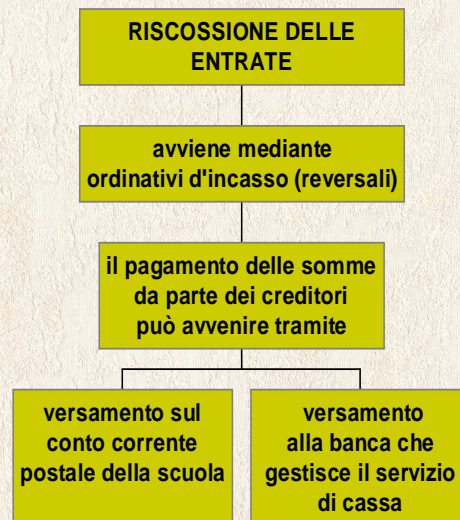 RISCOSSIONE DELLE
ENTRATE
avviene mediante
ordinativi d'incasso (reversali)
il pagamento delle somme
da parte dei creditori
può avvenire tramite
versamento sul
conto corrente
postale della scuola
versamento
alla banca che
gestisce il servizio
di cassa